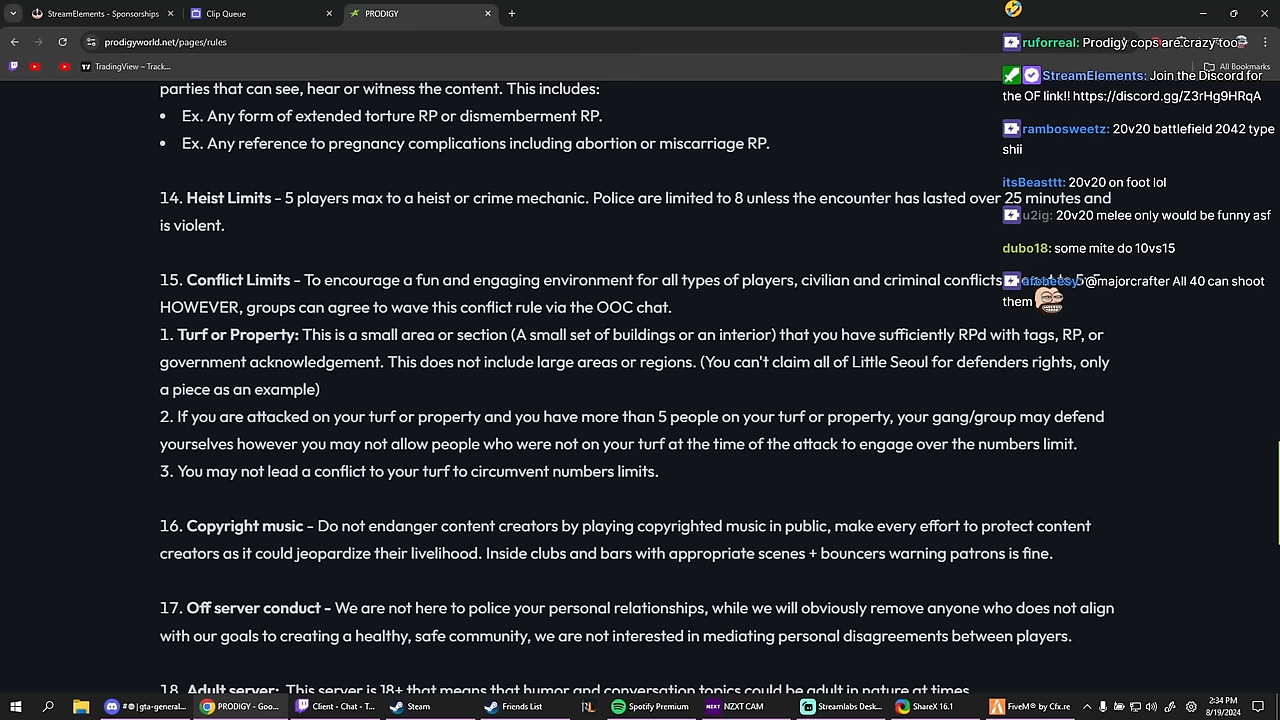 StreamElements - Sponsorships
Clip Queue
PRODIGY
prodigyworld.net/pages/rules
TradingView – Track...
All Bookmarks
parties that can see, hear or witness the content. This includes:
• Ex. Any form of extended torture RP or dismemberment RP.
• Ex. Any reference to pregnancy complications including abortion or miscarriage RP.
14. Heist Limits - 5 players max to a heist or crime mechanic. Police are limited to 8 unless the encounter has lasted over 25 minutes and
is violent.
15. Conflict Limits - To encourage a fun and engaging environment for all types of players, civilian and criminal conflicts
HOWEVER, groups can agree to wave this conflict rule via the OOC chat.
1. Turf or Property: This is a small area or section (A small set of buildings or an interior) that you have sufficiently RPd with tags, RP, or
government acknowledgement. This does not include large areas or regions. (You can't claim all of Little Seoul for defenders rights, only
a piece as an example)
2. If you are attacked on your turf or property and you have more than 5 people on your turf or property, your gang/group may defend
yourselves however you may not allow people who were not on your turf at the time of the attack to engage over the numbers limit.
3. You may not lead a conflict to your turf to circumvent numbers limits.
16. Copyright music - Do not endanger content creators by playing copyrighted music in public, make every effort to protect content
creators as it could jeopardize their livelihood. Inside clubs and bars with appropriate scenes + bouncers warning patrons is fine.
17. Off server conduct - We are not here to police your personal relationships, while we will obviously remove anyone who does not align
with our goals to creating a healthy, safe community, we are not interested in mediating personal disagreements between players.
18. Adult server: This server is 18+ that means that humor and conversation topics could be adult in nature at times.
ruforreal: Prodigy cops are crazy too
StreamElements: Join the Discord for
the OF link!! https://discord.gg/Z3rHg9HRqA
rambosweetz: 20v20 battlefield 2042 type
shii
itsBeasttt: 20v20 on foot lol
u2ig: 20v20 melee only would be funny asf
dubo18: some mite do 10vs15
@majorcrafter All 40 can shoot
them
#🌐|gta-general...
PRODIGY - Goo...
Client - Chat - T...
Steam
Friends List
Spotify Premium
NZXT CAM
Streamlabs Desk...
ShareX 16.1
FiveM® by Cfx.re
2:34 PM
8/19/2024